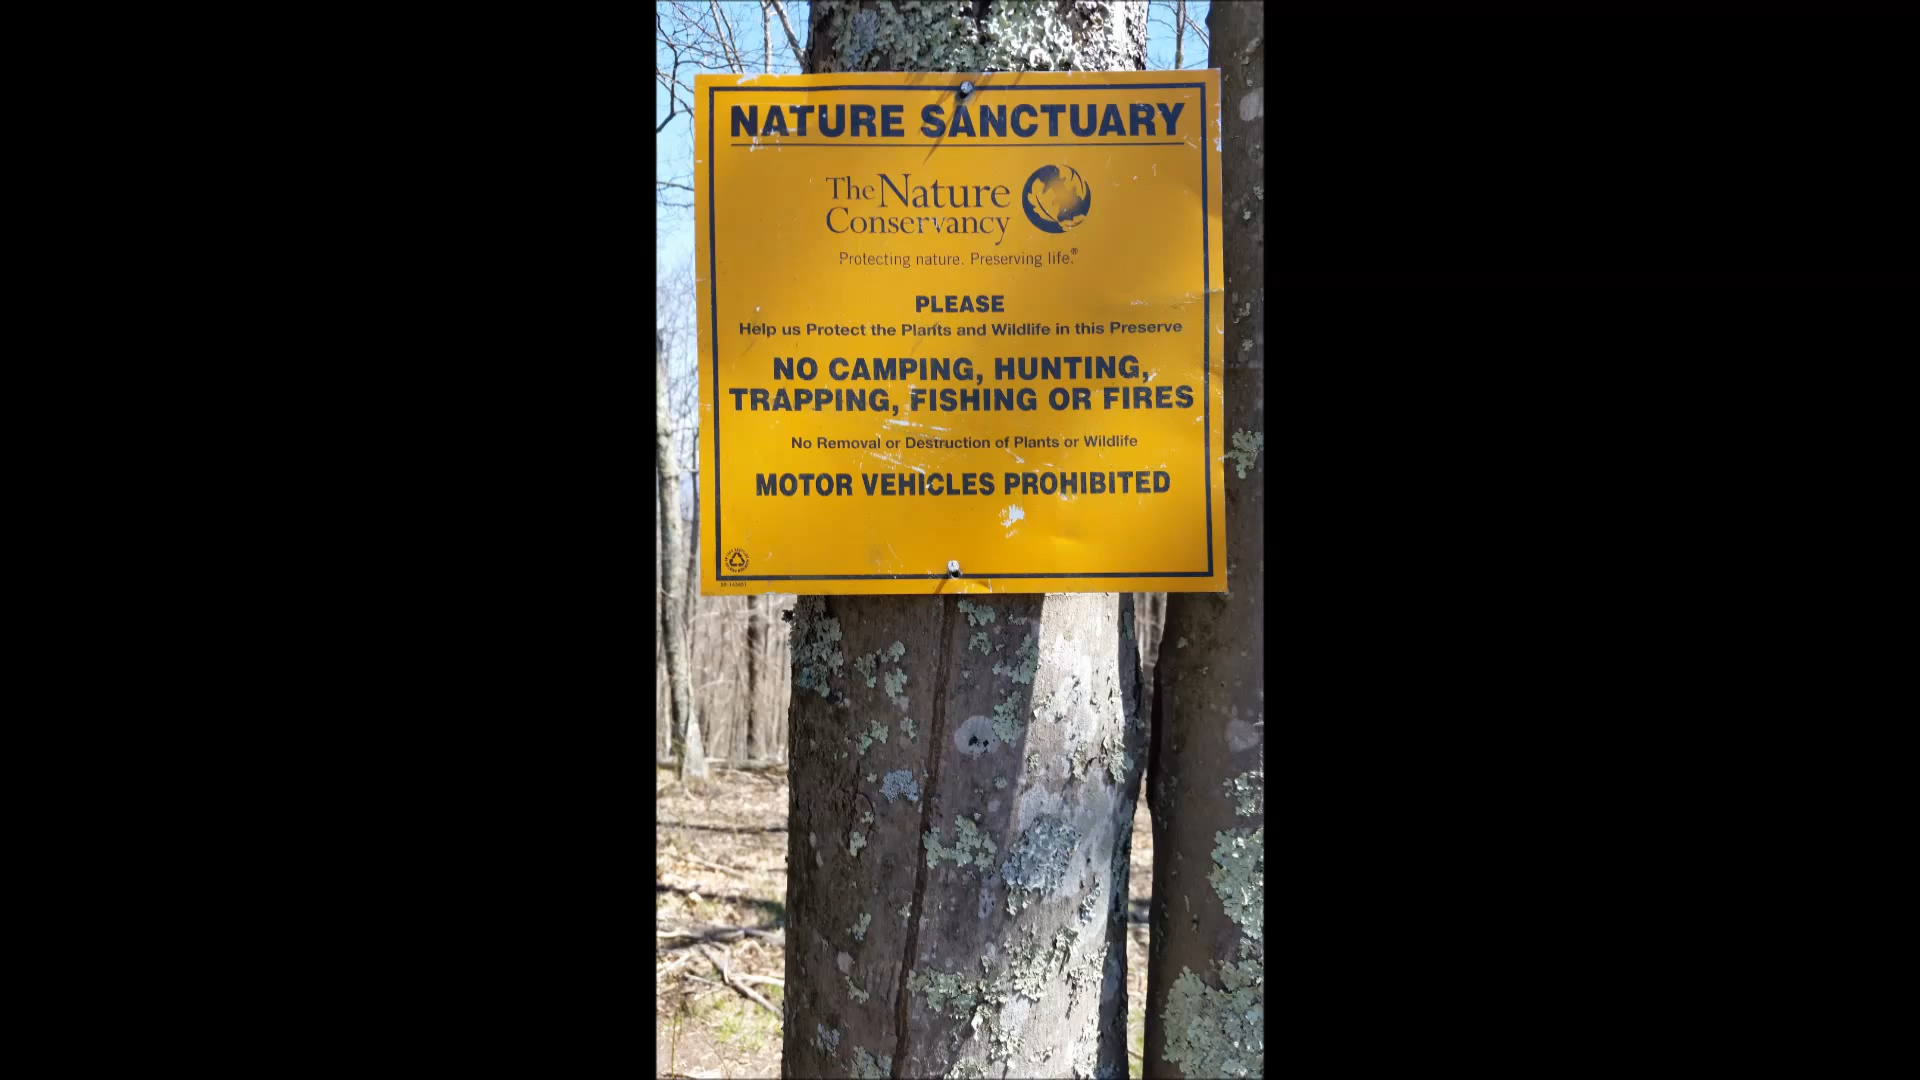 NATURE SANCTUARY
The Nature
Conservancy
Protecting nature. Preserving life.®
PLEASE
Help us Protect the Plants and Wildlife in this Preserve
NO CAMPING, HUNTING,
TRAPPING, FISHING OR FIRES
No Removal or Destruction of Plants or Wildlife
MOTOR VEHICLES PROHIBITED